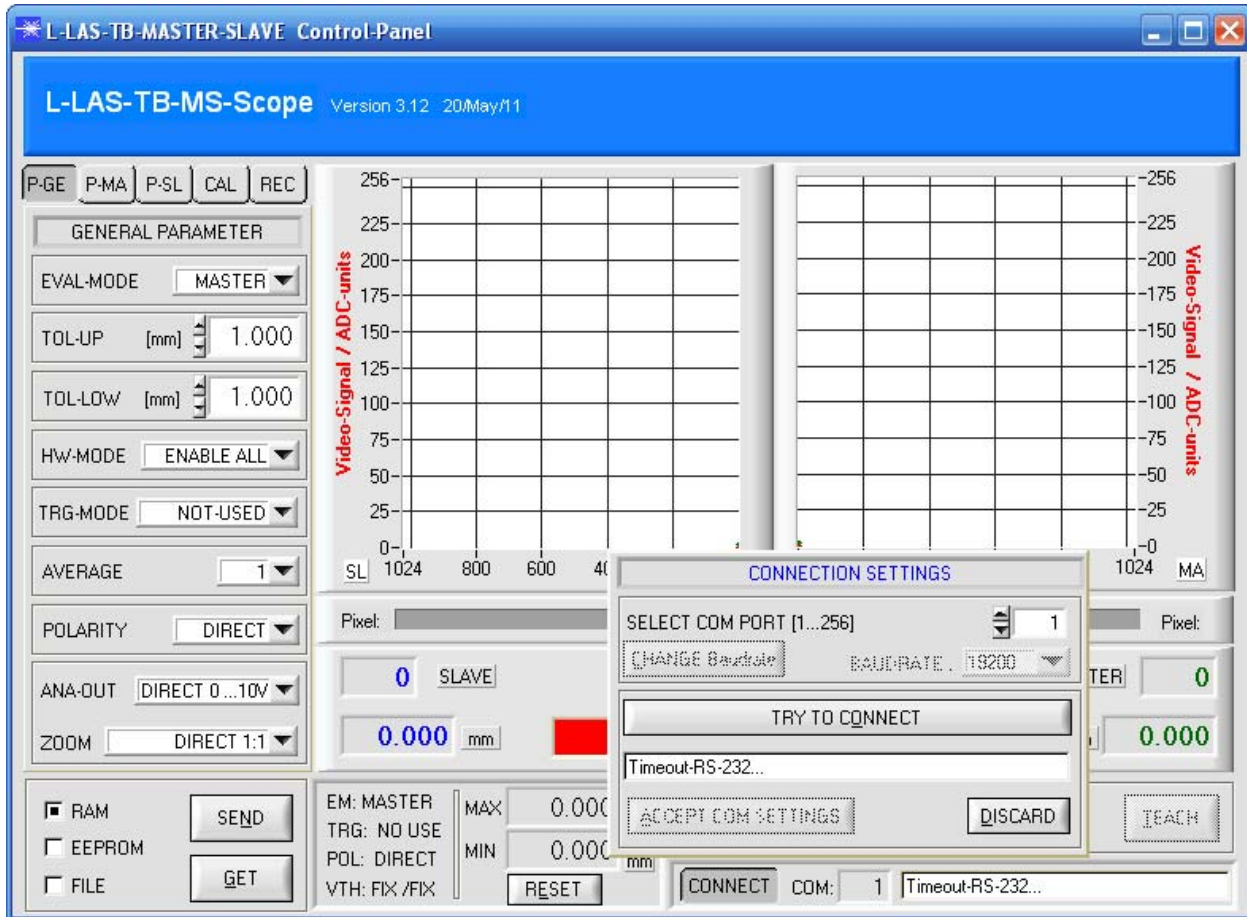 L-LAS-TB-MASTER-SLAVE Control-Panel
L-LAS-TB-MS-Scope Version 3.12 20/May/11
P-GE P-MA P-SL CAL REC
GENERAL PARAMETER
EVAL-MODE MASTER
TOL-UP [mm] 1.000
TOL-LOW [mm] 1.000
HW-MODE ENABLE ALL
TRG-MODE NOT-USED
AVERAGE 1
POLARITY DIRECT
ANA-OUT DIRECT 0...10V
ZOOM DIRECT 1:1
RAM
EEPROM
FILE
SEND
GET
Video-Signal / ADC-units
256
225
200
175
150
125
100
75
50
25
0
SL 1024 800 600 40
256
225
200
175
150
125
100
75
50
25
0
Video-Signal / ADC-units
1024 MA
Pixel:
Pixel:
0 SLAVE
0.000 mm
TER 0
0.000
CONNECTION SETTINGS
SELECT COM PORT [1...256] 1
CHANGE Baudrate BAUDRATE : 19200
TRY TO CONNECT
Timeout-RS-232...
ACCEPT COM SETTINGS DISCARD
EM: MASTER
TRG: NO USE
POL: DIRECT
VTH: FIX /FIX
MAX 0.000
MIN 0.000 mm
RESET
TEACH
CONNECT COM: 1 Timeout-RS-232...